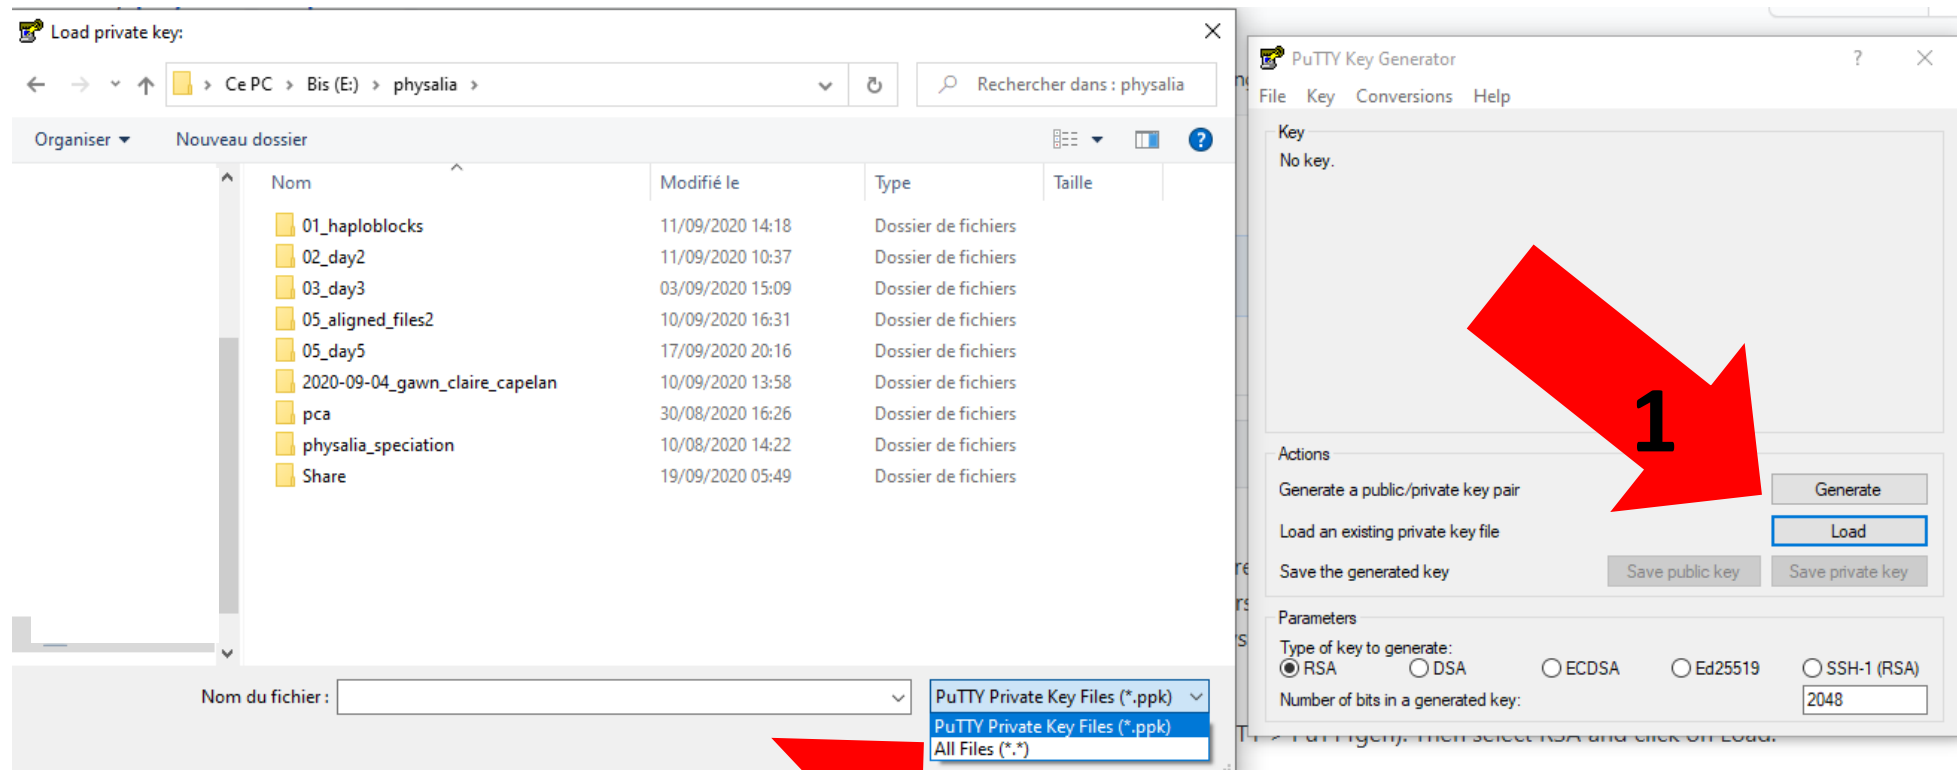 Load private key:
Ce PC > Bis (E:) > physalia >
Rechercher dans : physalia
Organiser
Nouveau dossier
Nom
Modifié le
Type
Taille
01_haploblocks 11/09/2020 14:18 Dossier de fichiers
02_day2 11/09/2020 10:37 Dossier de fichiers
03_day3 03/09/2020 15:09 Dossier de fichiers
05_aligned_files2 10/09/2020 16:31 Dossier de fichiers
05_day5 17/09/2020 20:16 Dossier de fichiers
2020-09-04_gawn_claire_capelan 10/09/2020 13:58 Dossier de fichiers
pca 30/08/2020 16:26 Dossier de fichiers
physalia_speciation 10/08/2020 14:22 Dossier de fichiers
Share 19/09/2020 05:49 Dossier de fichiers
Nom du fichier :
PuTTY Private Key Files (*.ppk)
PuTTY Private Key Files (*.ppk)
All Files (*.*)
PuTTY Key Generator
File Key Conversions Help
Key
No key.
1
Actions
Generate a public/private key pair
Generate
Load an existing private key file
Load
Save the generated key
Save public key
Save private key
Parameters
Type of key to generate:
RSA DSA ECDSA Ed25519 SSH-1 (RSA)
Number of bits in a generated key:
2048
Then select RSA and click on Load.